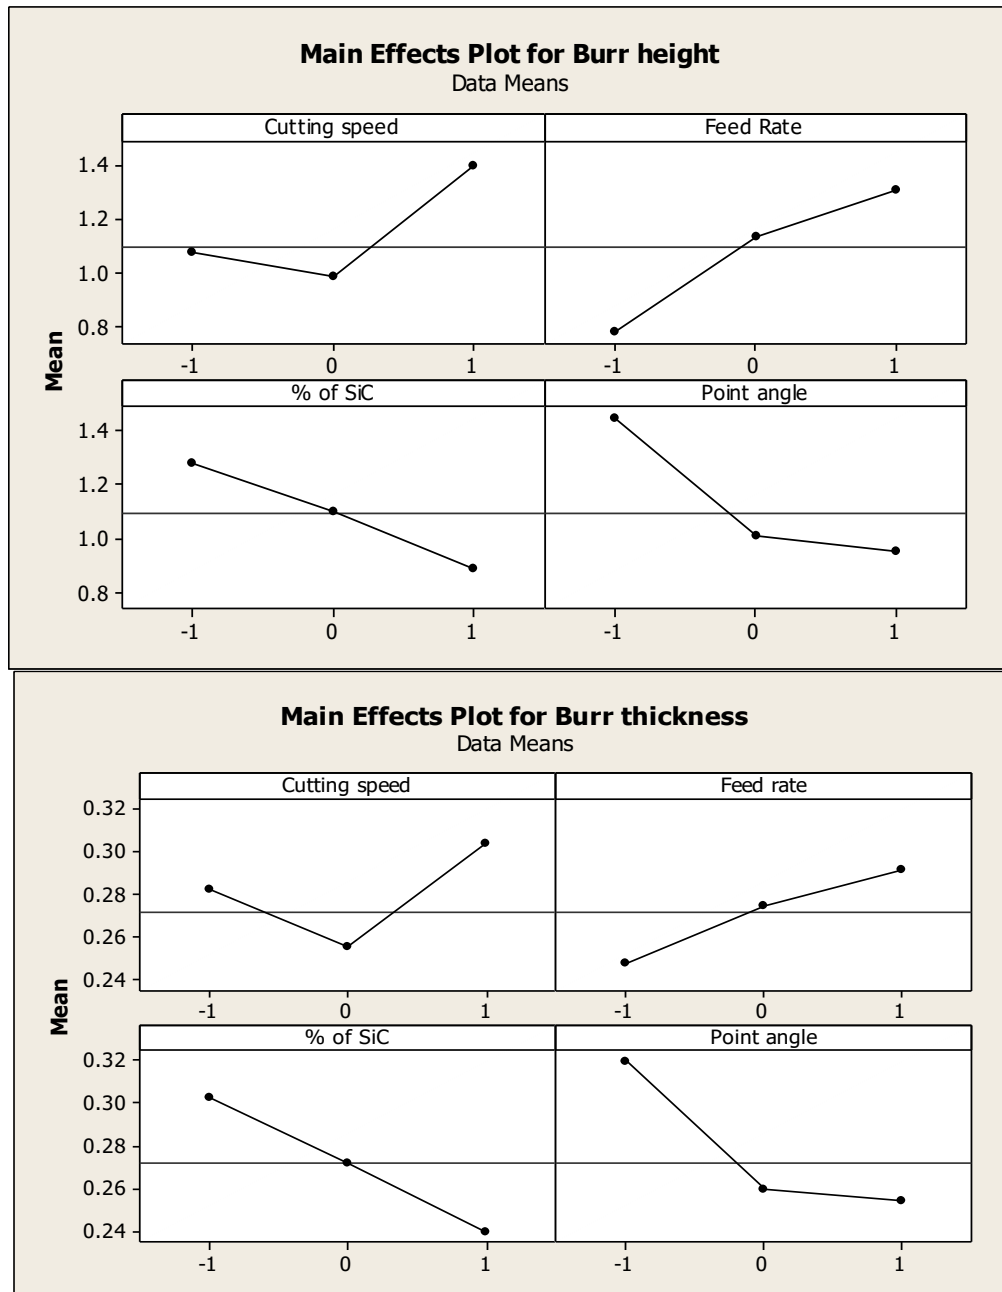 Main Effects Plot for Burr height
Data Means
Cutting speed Feed Rate
1.4
1.2
1.0
0.8
-1 0 1 -1 0 1
% of SiC Point angle
1.4
1.2
1.0
0.8
-1 0 1 -1 0 1
Mean
Main Effects Plot for Burr thickness
Data Means
Cutting speed Feed rate
0.32
0.30
0.28
0.26
0.24
-1 0 1 -1 0 1
% of SiC Point angle
0.32
0.30
0.28
0.26
0.24
-1 0 1 -1 0 1
Mean